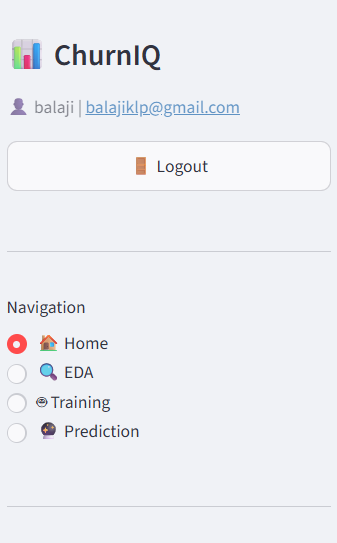 ChurnIQ
balaji | balajiklp@gmail.com
Logout
Navigation
Home
EDA
Training
Prediction